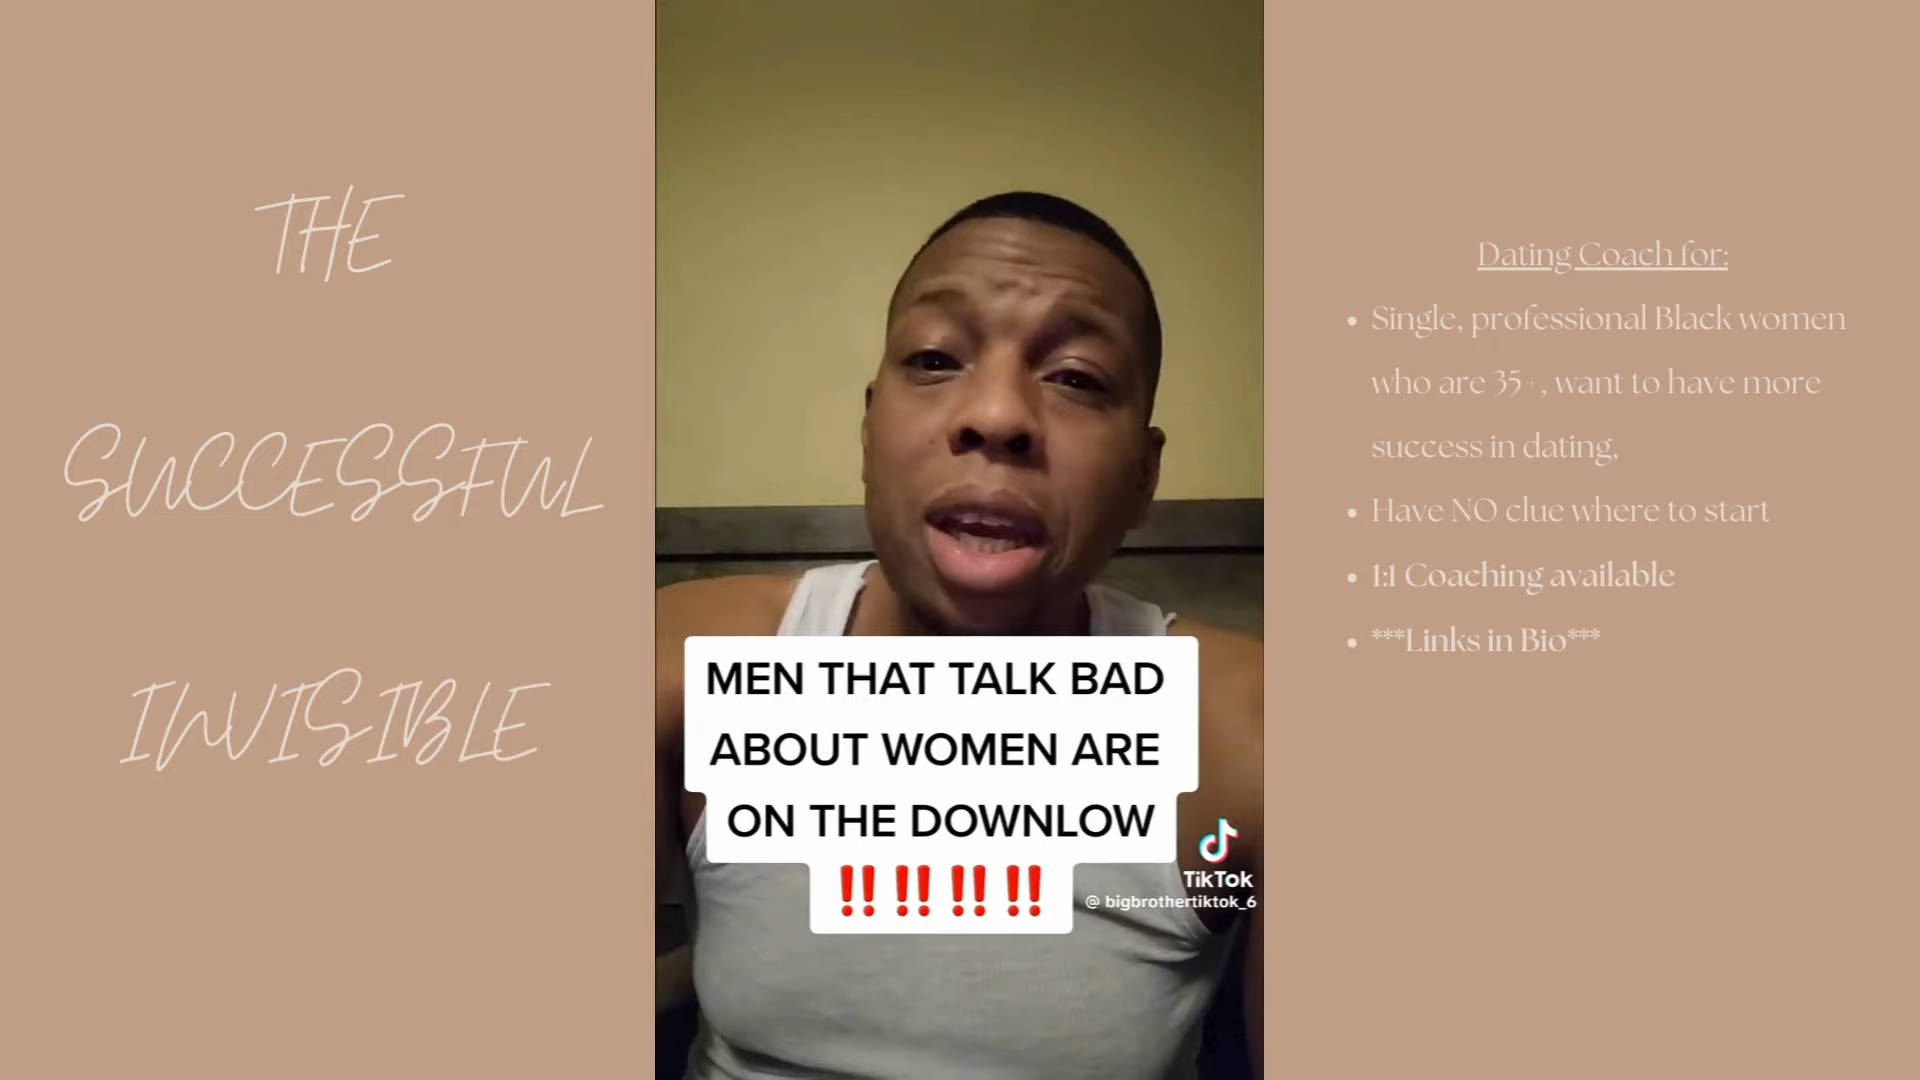 THE
SUCCESSFUL
INVISIBLE
MEN THAT TALK BAD
ABOUT WOMEN ARE
ON THE DOWNLOW
‼️‼️‼️‼️
TikTok
@ bigbrothertiktok_6
Dating Coach for:
• Single, professional Black women
who are 35+, want to have more
success in dating,
• Have NO clue where to start
• 1:1 Coaching available
• ***Links in Bio***